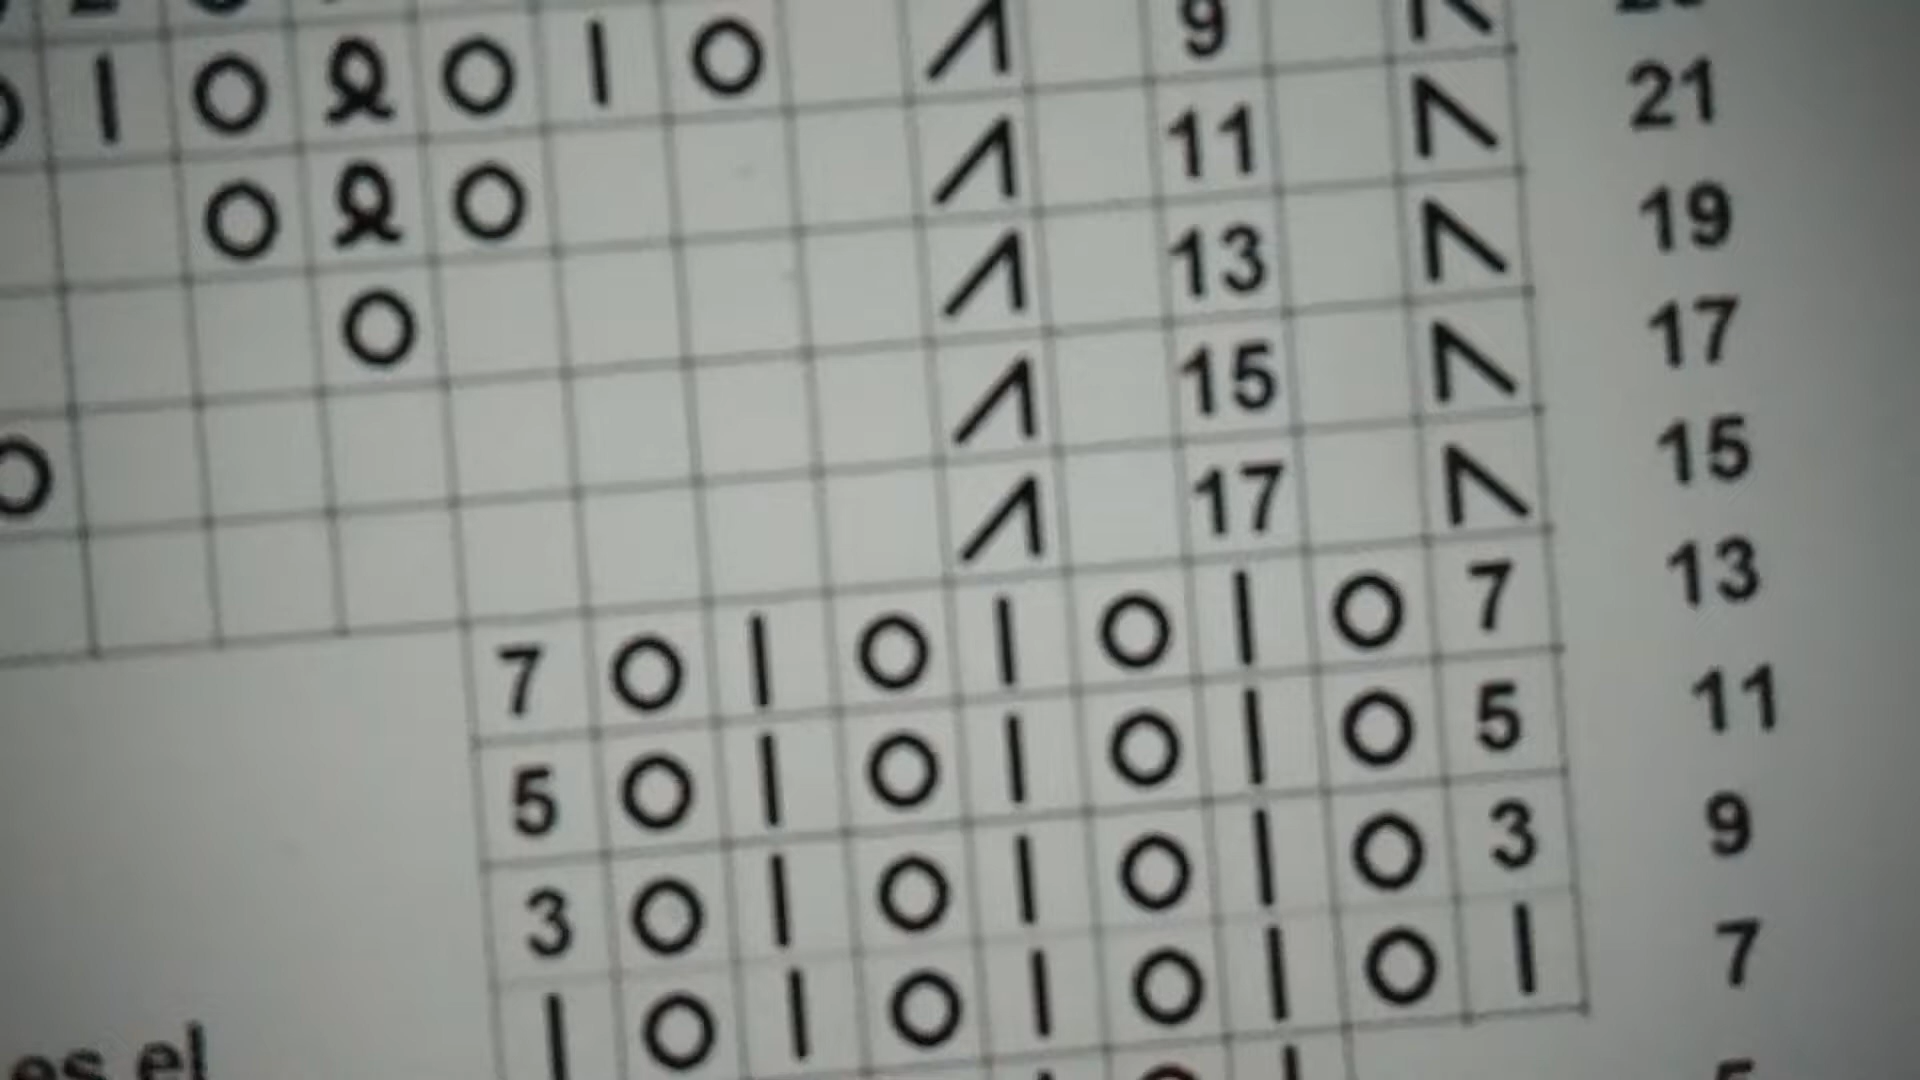 9
11 21
13 19
15 17
17 15
7 O I O I O I O 7 13
5 O I O I O I O 5 11
3 O I O I O I O 3 9
I O I O I O I O I 7
es el